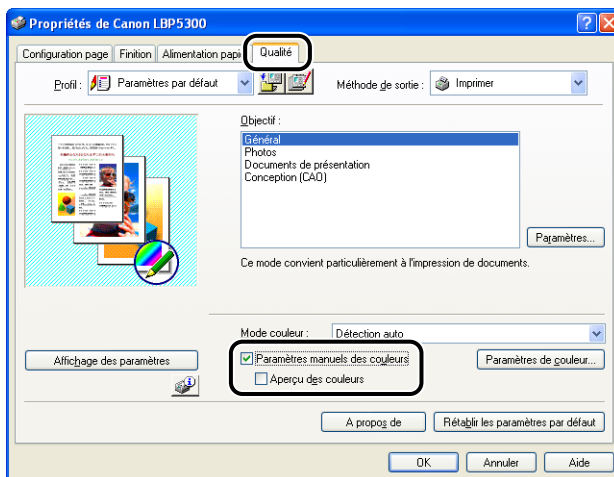 Propriétés de Canon LBP5300
Configuration page Finition Alimentation papi Qualité
Profil : Paramètres par défaut Méthode de sortie : Imprimer
Objectif :
Général
Photos
Documents de présentation
Conception (CAO)
Paramètres...
Ce mode convient particulièrement à l'impression de documents.
Mode couleur : Détection auto
Affichage des paramètres Paramètres manuels des couleurs Paramètres de couleur...
Aperçu des couleurs
A propos de Rétablir les paramètres par défaut
OK Annuler Aide